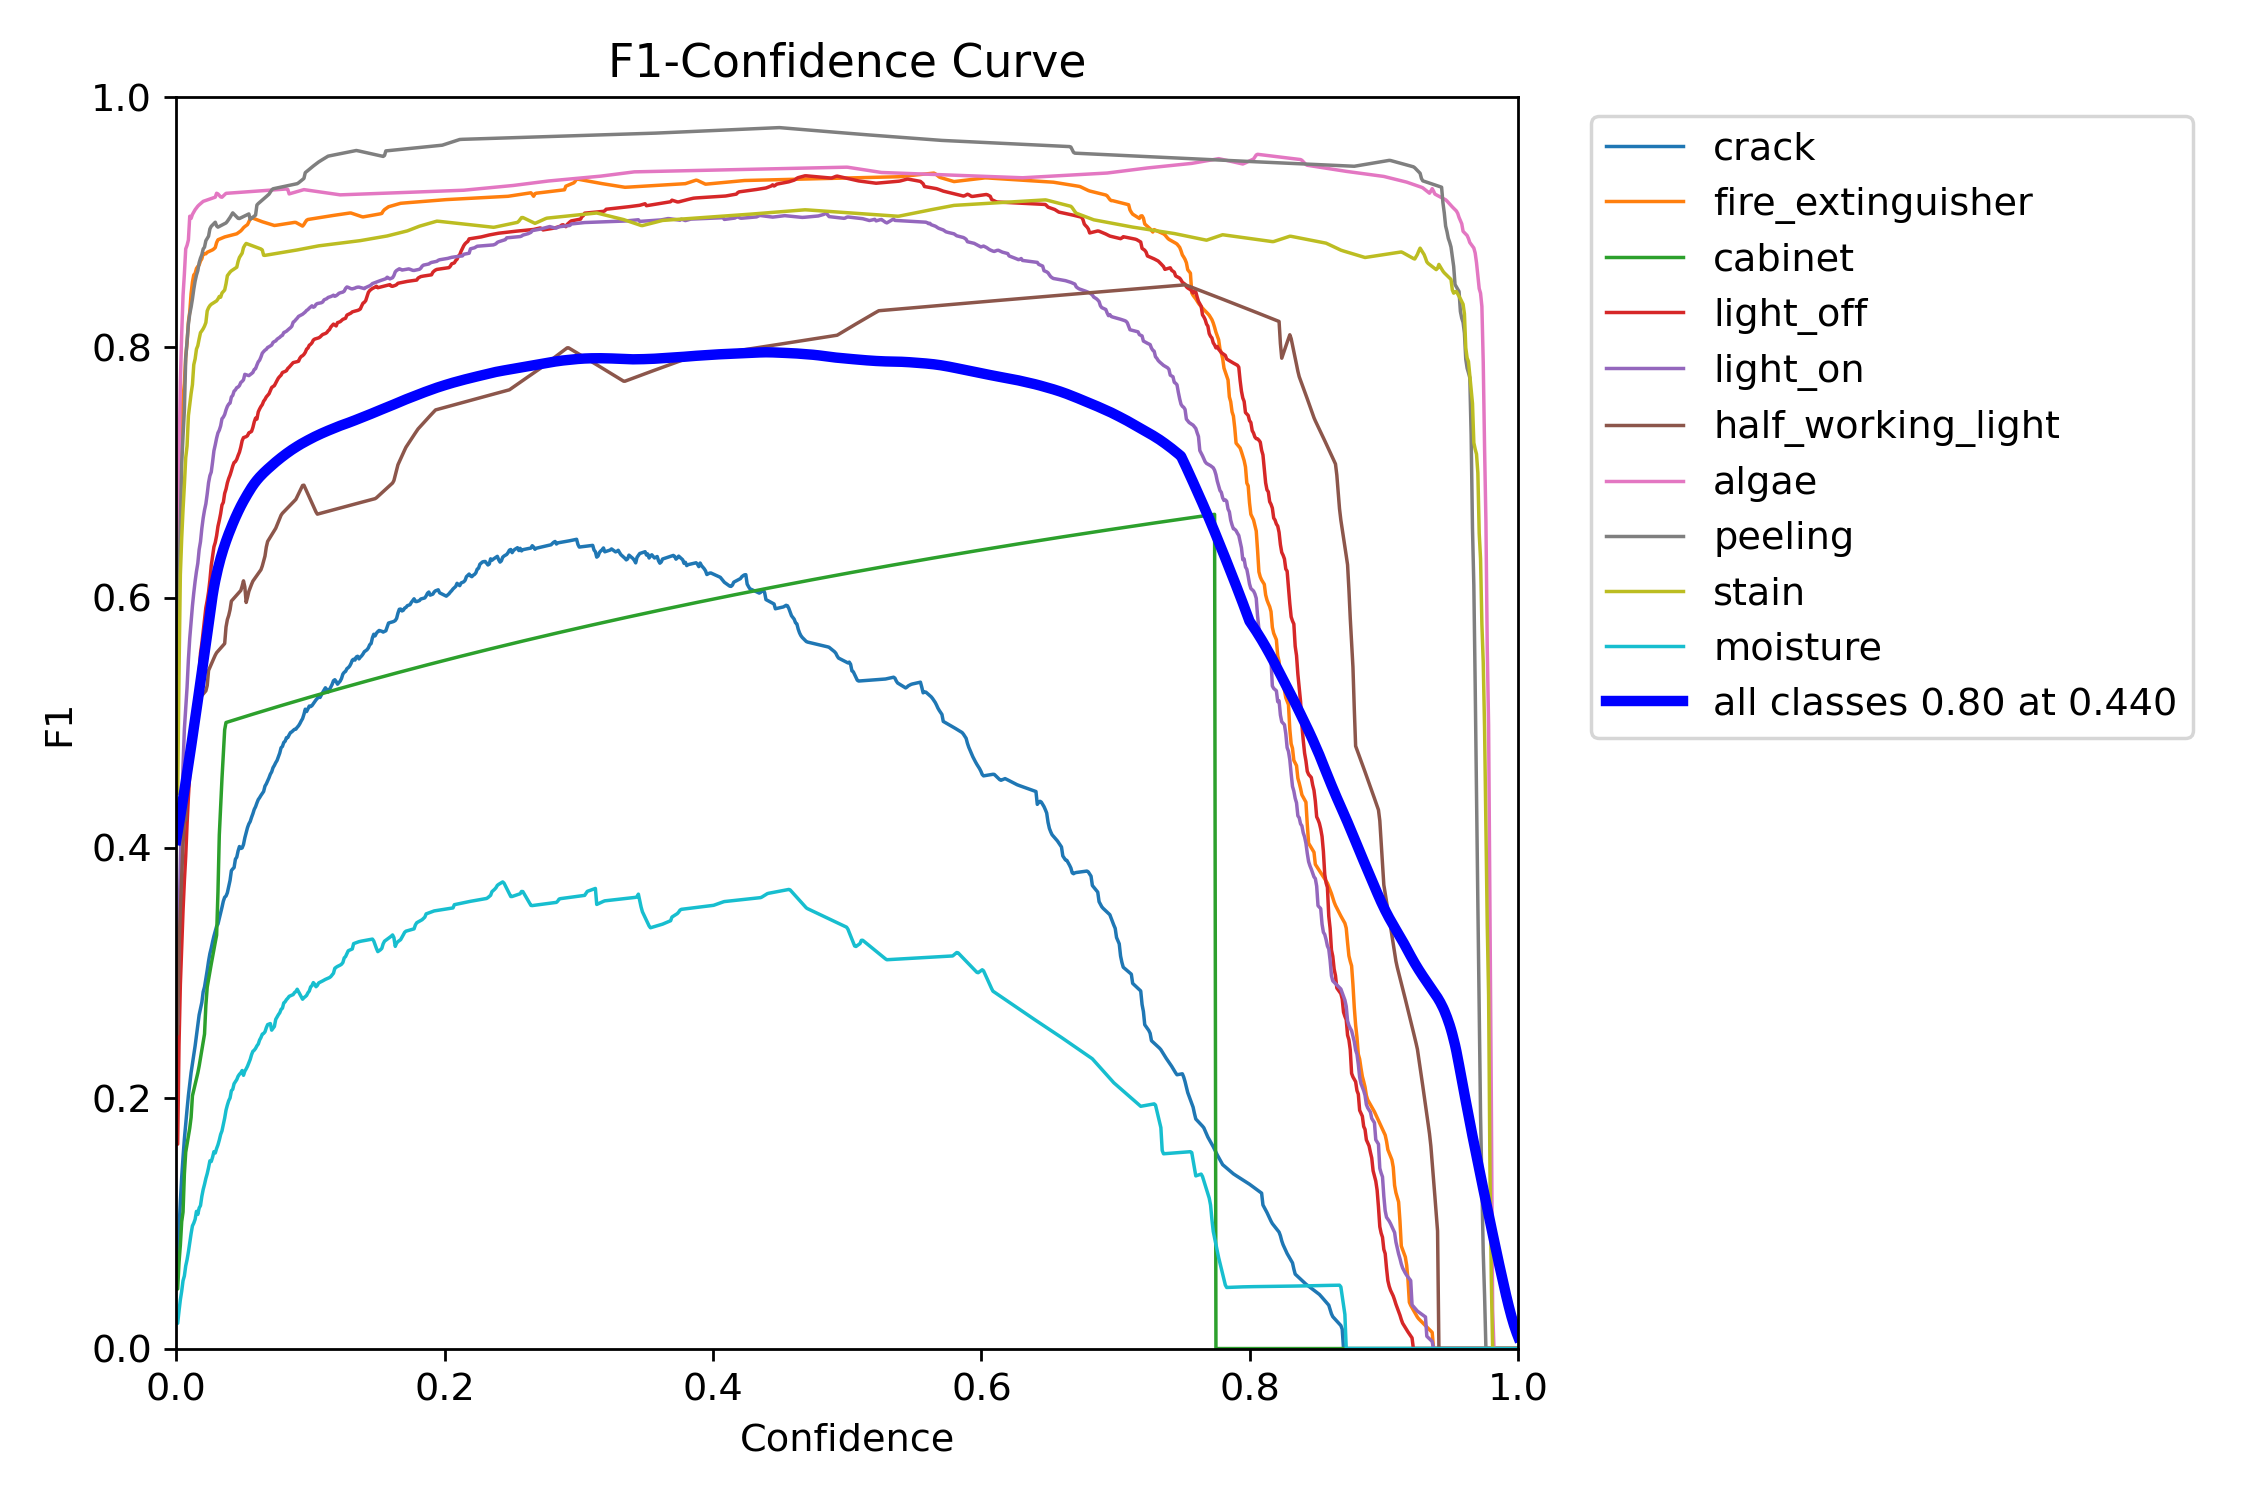 F1-Confidence Curve
1.0
0.8
0.6
0.4
0.2
0.0
F1
0.0 0.2 0.4 0.6 0.8 1.0
Confidence
crack
fire_extinguisher
cabinet
light_off
light_on
half_working_light
algae
peeling
stain
moisture
all classes 0.80 at 0.440